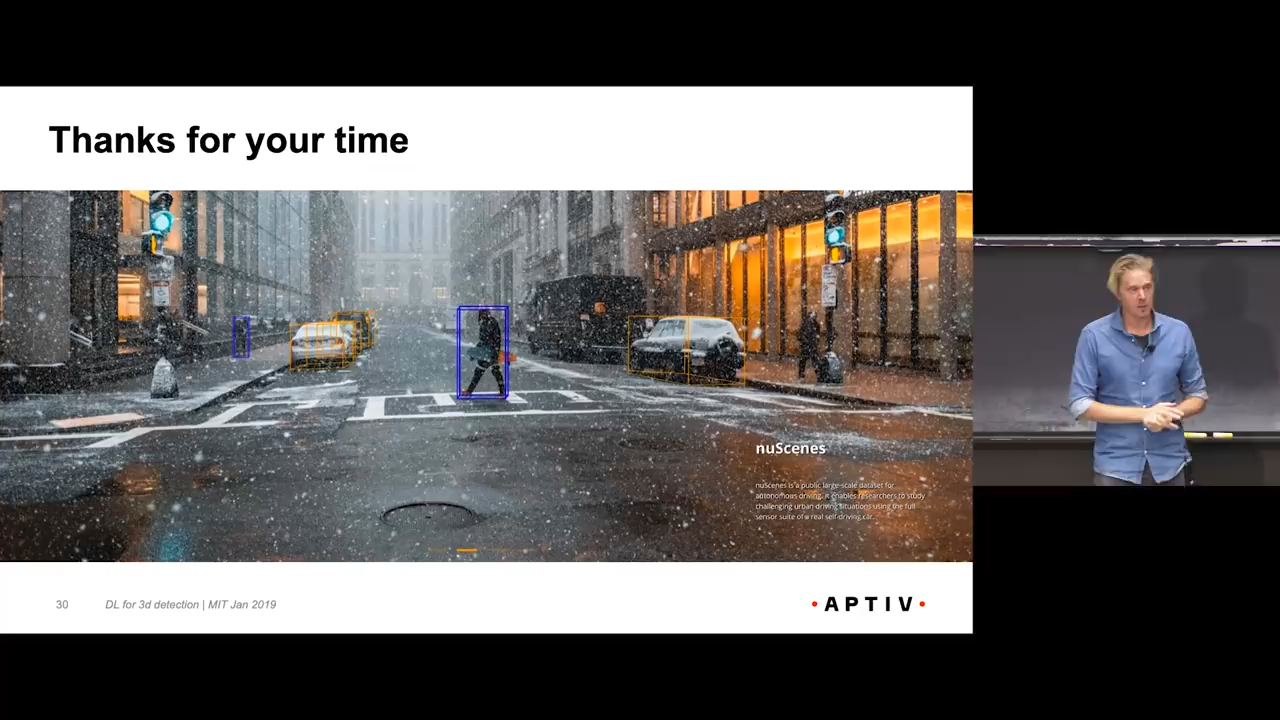 Thanks for your time
nuScenes
nuScenes is a public large-scale dataset for
autonomous driving. It enables researchers to study
challenging urban driving situations using the full
sensor suite of a real self-driving car.
30
DL for 3d detection | MIT Jan 2019
APTIV